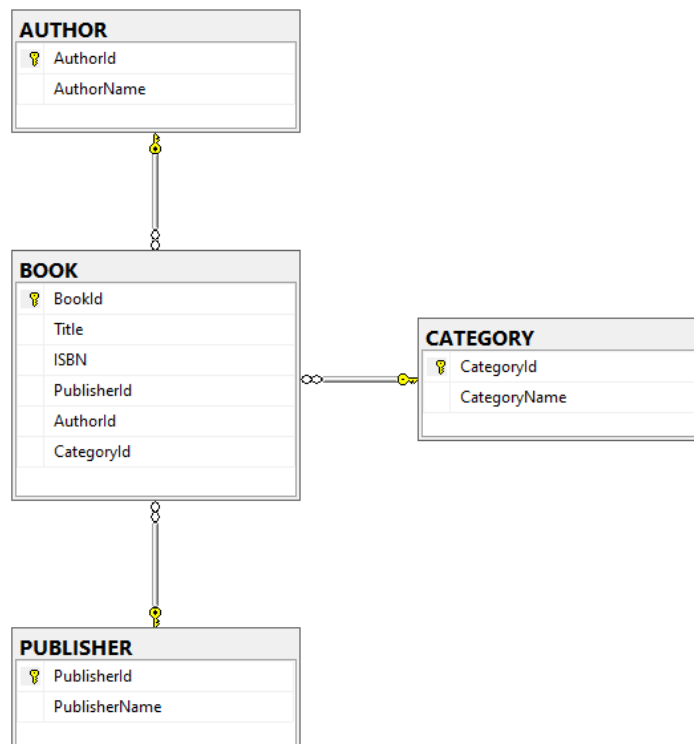 AUTHOR
AuthorId
AuthorName
BOOK
BookId
Title
ISBN
PublisherId
AuthorId
CategoryId
CATEGORY
CategoryId
CategoryName
PUBLISHER
PublisherId
PublisherName